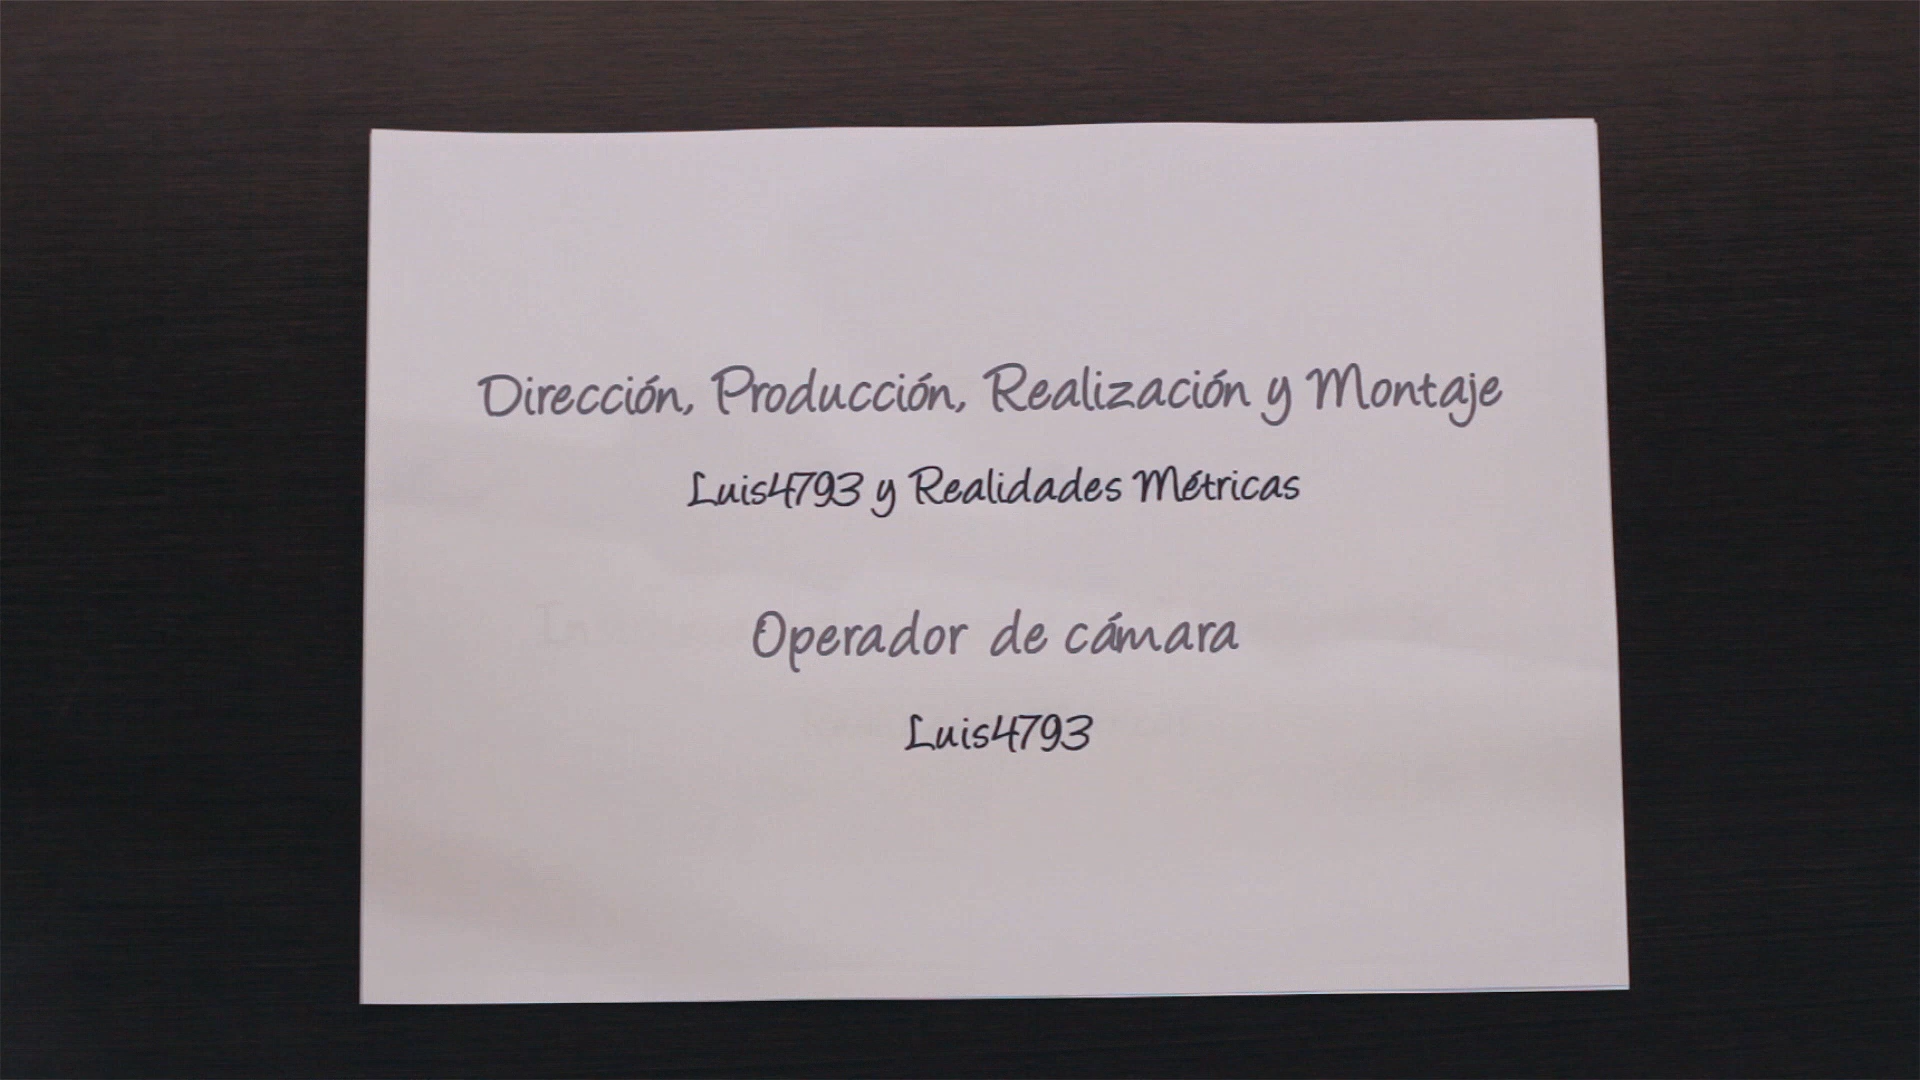 Dirección, Producción, Realización y Montaje
Luis4793 y Realidades Métricas
Operador de cámara
Luis4793